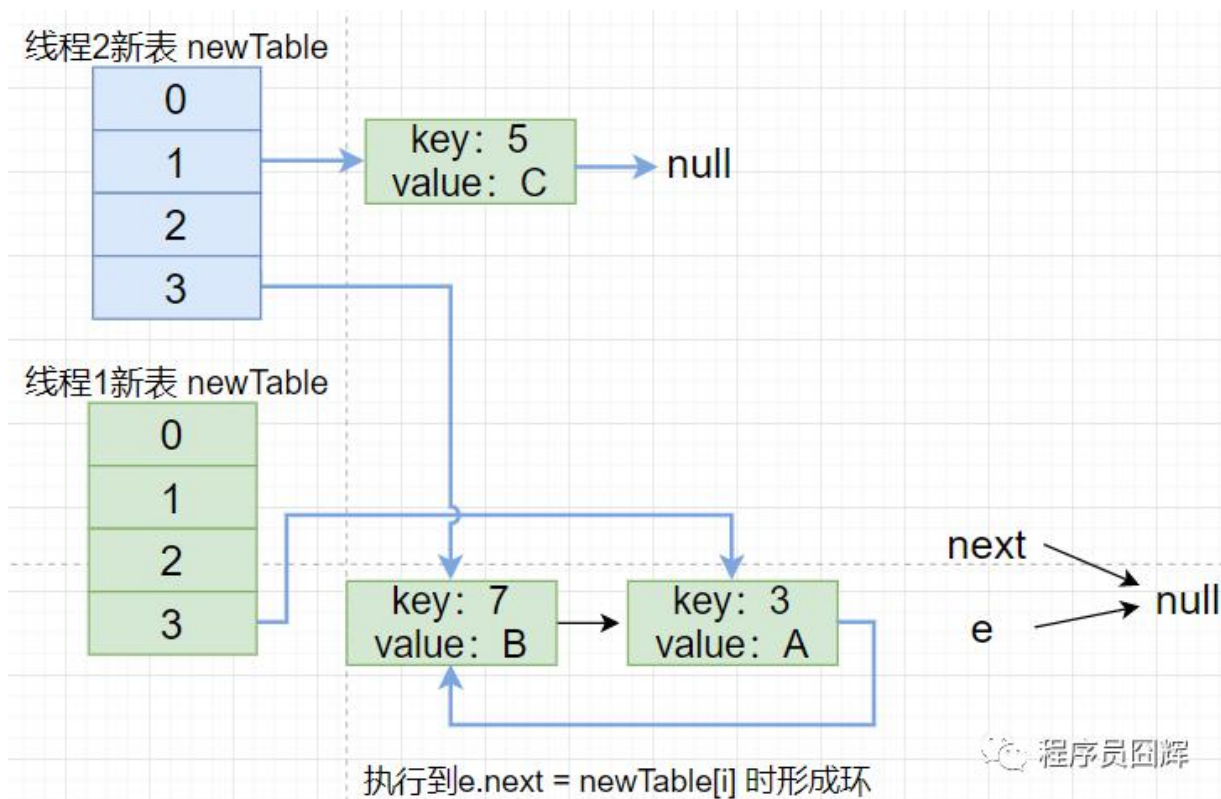 线程2新表 newTable
0
1
2
3
key: 5
value: C
null
线程1新表 newTable
0
1
2
3
key: 7
value: B
key: 3
value: A
next
e
null
程序员囧辉
执行到e.next = newTable[i] 时形成环